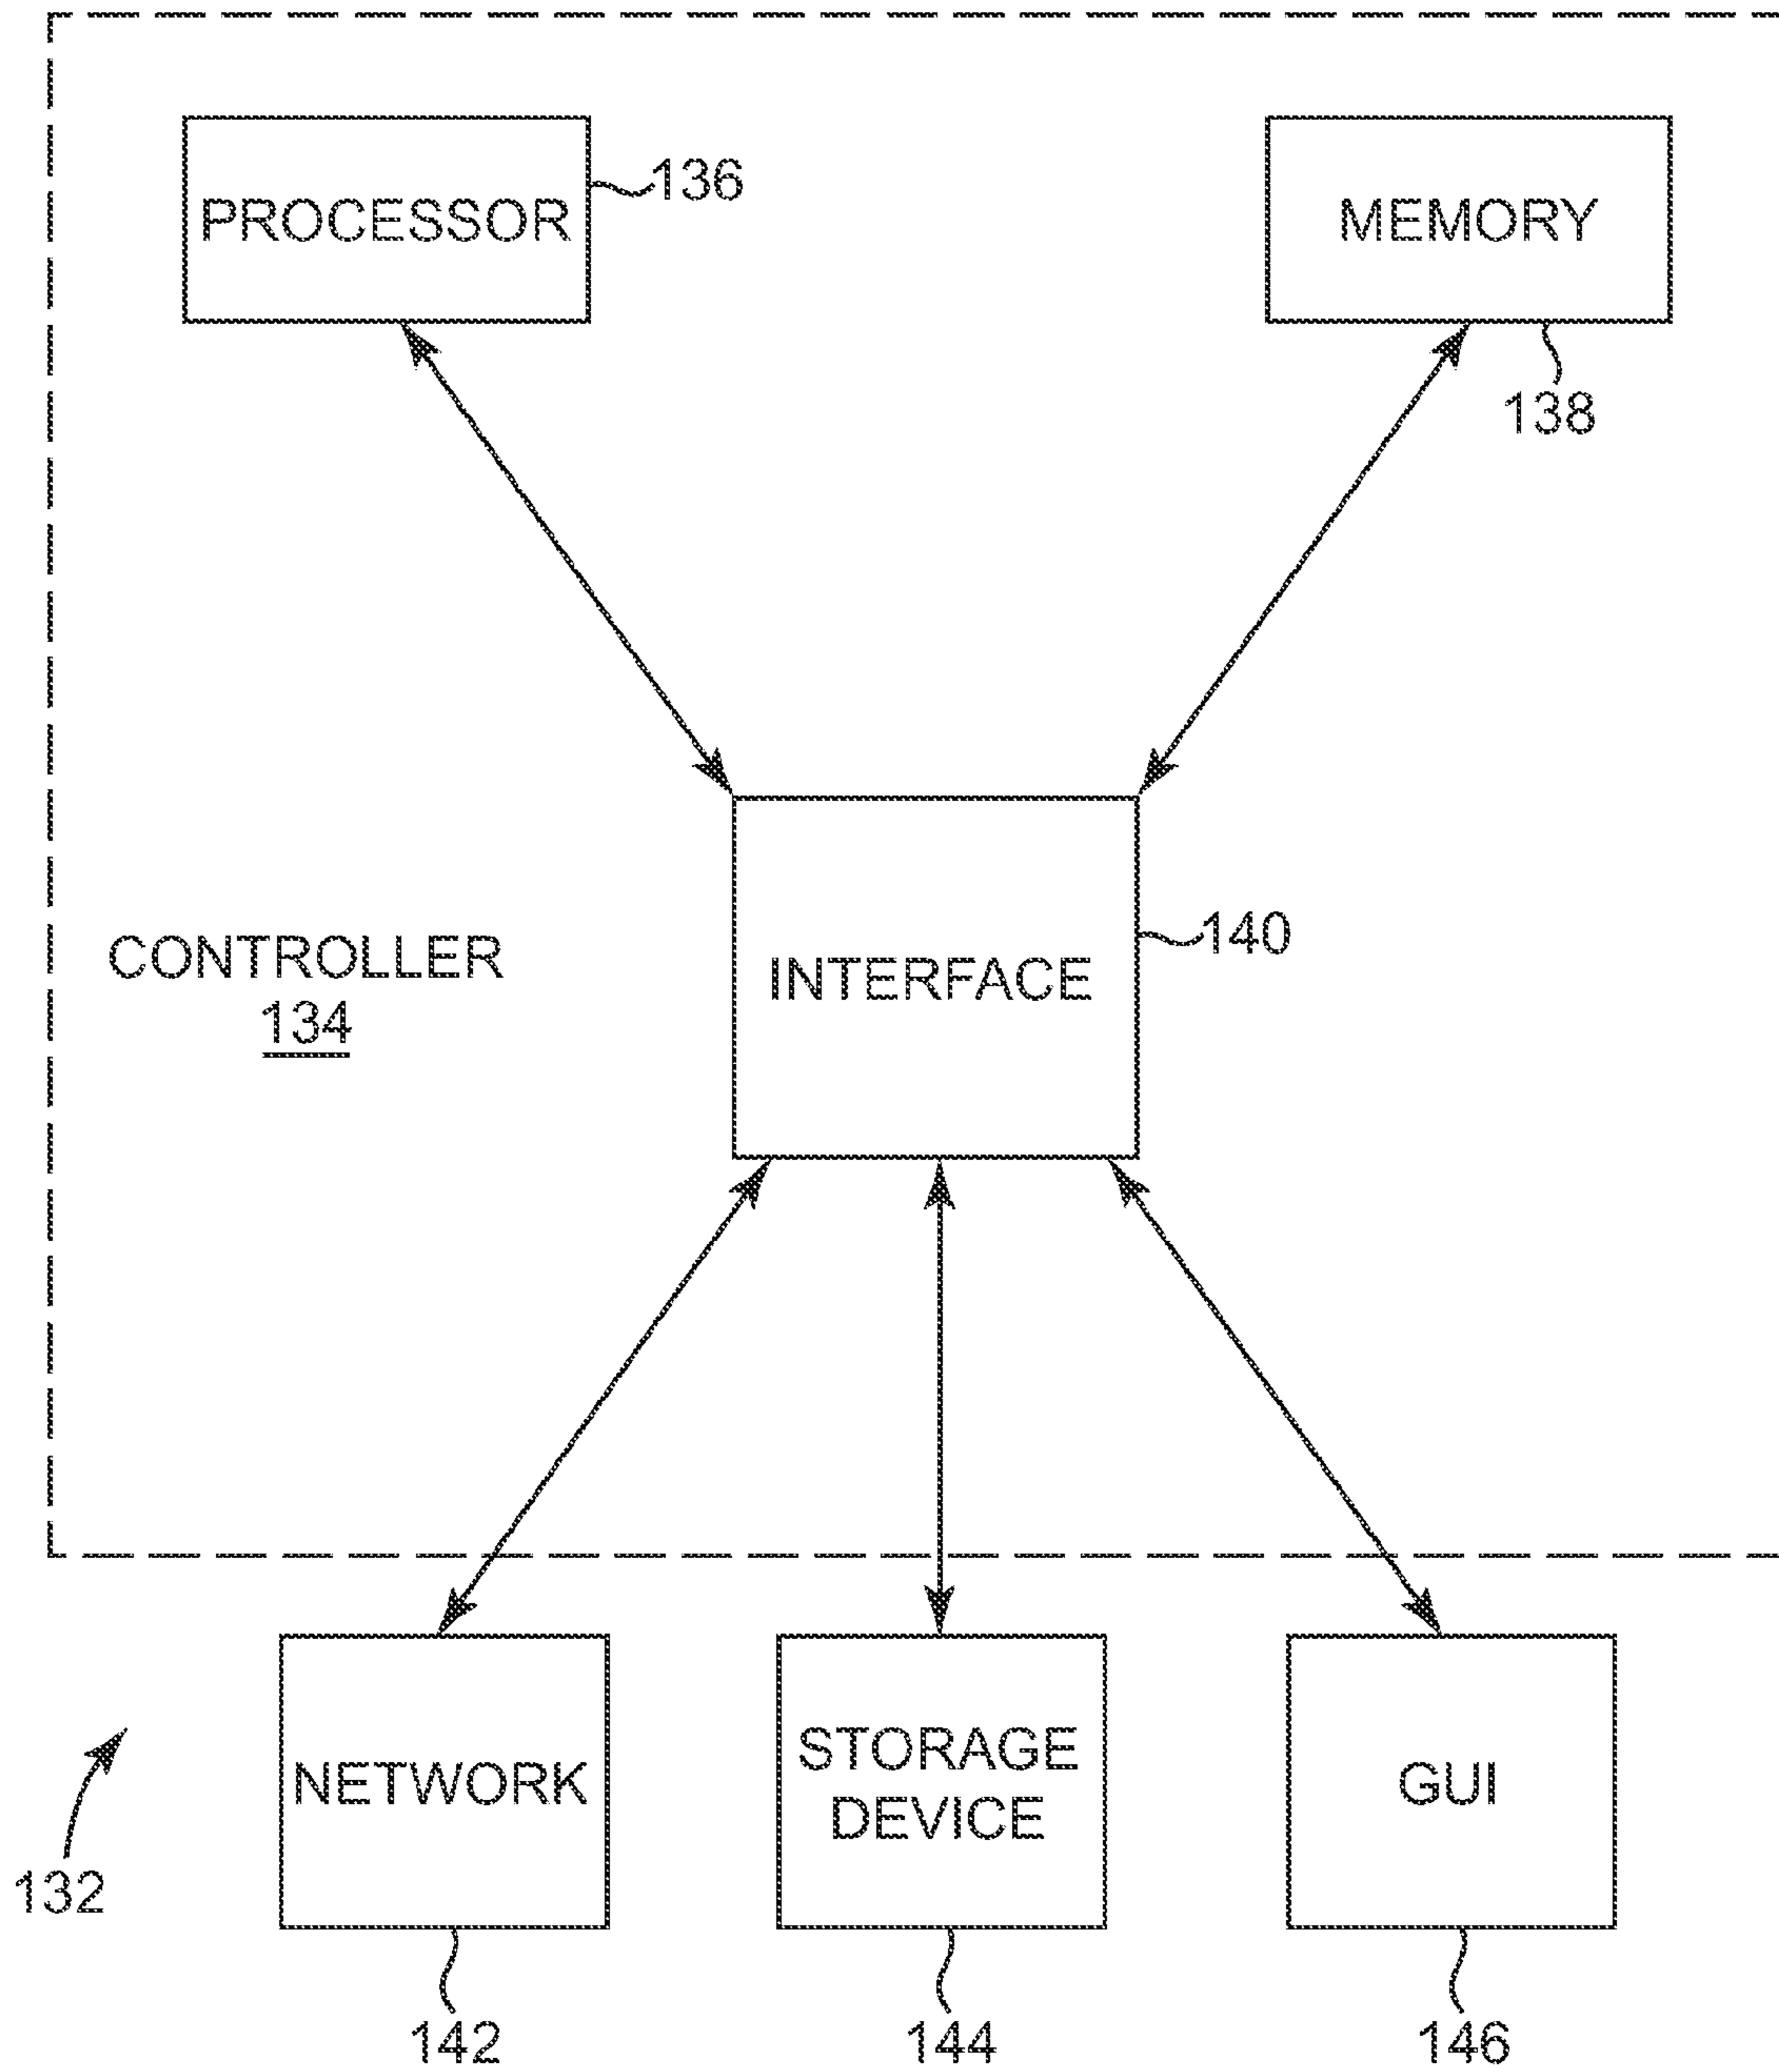 PROCESSOR
136
MEMORY
138
CONTROLLER
134
INTERFACE
140
NETWORK
STORAGE
DEVICE
GUI
132
142
144
146